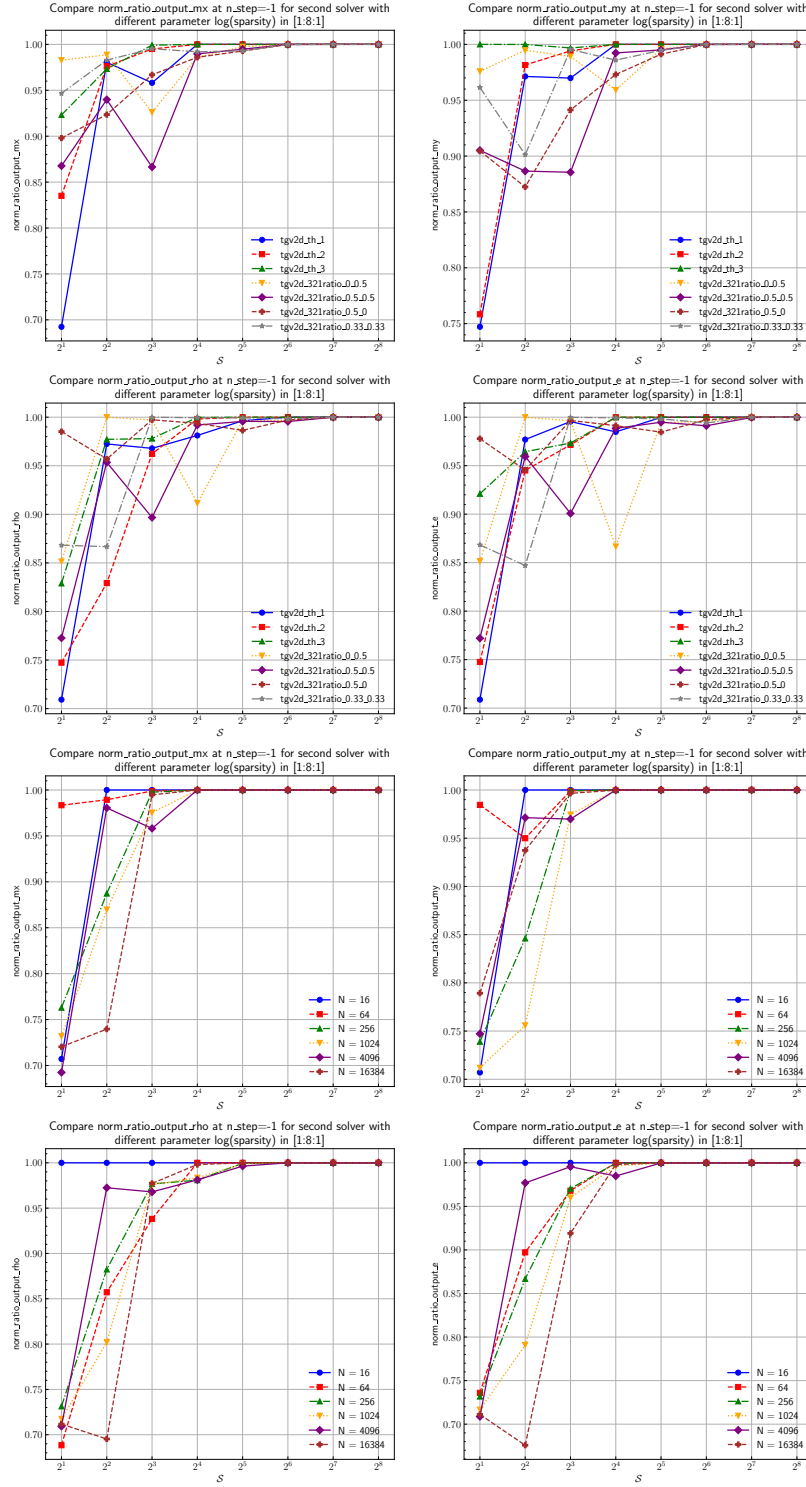 Compare norm_ratio_output_mx at n_step=-1 for second solver with
different parameter log(sparsity) in [1:8:1]
norm_ratio_output_mx
1.00
0.95
0.90
0.85
0.80
0.75
0.70
tgv2d_th_1
tgv2d_th_2
tgv2d_th_3
tgv2d_321ratio_0_0.5
tgv2d_321ratio_0.5_0.5
tgv2d_321ratio_0.5_0
tgv2d_321ratio_0.33_0.33
2^1 2^2 2^3 2^4 2^5 2^6 2^7 2^8
S
Compare norm_ratio_output_my at n_step=-1 for second solver with
different parameter log(sparsity) in [1:8:1]
norm_ratio_output_my
1.00
0.95
0.90
0.85
0.80
0.75
tgv2d_th_1
tgv2d_th_2
tgv2d_th_3
tgv2d_321ratio_0_0.5
tgv2d_321ratio_0.5_0.5
tgv2d_321ratio_0.5_0
tgv2d_321ratio_0.33_0.33
2^1 2^2 2^3 2^4 2^5 2^6 2^7 2^8
S
Compare norm_ratio_output_rho at n_step=-1 for second solver with
different parameter log(sparsity) in [1:8:1]
norm_ratio_output_rho
1.00
0.95
0.90
0.85
0.80
0.75
0.70
tgv2d_th_1
tgv2d_th_2
tgv2d_th_3
tgv2d_321ratio_0_0.5
tgv2d_321ratio_0.5_0.5
tgv2d_321ratio_0.5_0
tgv2d_321ratio_0.33_0.33
2^1 2^2 2^3 2^4 2^5 2^6 2^7 2^8
S
Compare norm_ratio_output_e at n_step=-1 for second solver with
different parameter log(sparsity) in [1:8:1]
norm_ratio_output_e
1.00
0.95
0.90
0.85
0.80
0.75
0.70
tgv2d_th_1
tgv2d_th_2
tgv2d_th_3
tgv2d_321ratio_0_0.5
tgv2d_321ratio_0.5_0.5
tgv2d_321ratio_0.5_0
tgv2d_321ratio_0.33_0.33
2^1 2^2 2^3 2^4 2^5 2^6 2^7 2^8
S
Compare norm_ratio_output_mx at n_step=-1 for second solver with
different parameter log(sparsity) in [1:8:1]
norm_ratio_output_mx
1.00
0.95
0.90
0.85
0.80
0.75
0.70
N = 16
N = 64
N = 256
N = 1024
N = 4096
N = 16384
2^1 2^2 2^3 2^4 2^5 2^6 2^7 2^8
S
Compare norm_ratio_output_my at n_step=-1 for second solver with
different parameter log(sparsity) in [1:8:1]
norm_ratio_output_my
1.00
0.95
0.90
0.85
0.80
0.75
0.70
N = 16
N = 64
N = 256
N = 1024
N = 4096
N = 16384
2^1 2^2 2^3 2^4 2^5 2^6 2^7 2^8
S
Compare norm_ratio_output_rho at n_step=-1 for second solver with
different parameter log(sparsity) in [1:8:1]
norm_ratio_output_rho
1.00
0.95
0.90
0.85
0.80
0.75
0.70
N = 16
N = 64
N = 256
N = 1024
N = 4096
N = 16384
2^1 2^2 2^3 2^4 2^5 2^6 2^7 2^8
S
Compare norm_ratio_output_e at n_step=-1 for second solver with
different parameter log(sparsity) in [1:8:1]
norm_ratio_output_e
1.00
0.95
0.90
0.85
0.80
0.75
0.70
N = 16
N = 64
N = 256
N = 1024
N = 4096
N = 16384
2^1 2^2 2^3 2^4 2^5 2^6 2^7 2^8
S